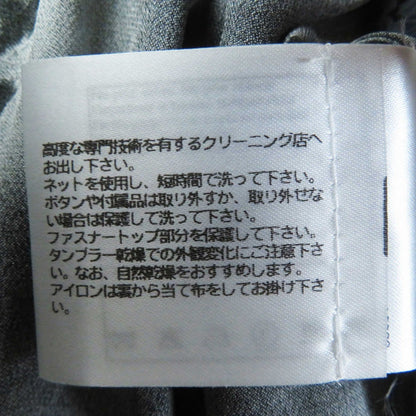 高度な専門技術を有するクリーニング店へ
お出し下さい。
ネットを使用し、短時間で洗って下さい。
ボタンや付属品は取り外すか、取り外せな
い場合は保護して洗って下さい。
ファスナートップ部分を保護して下さい。
タンブラー乾燥での外観変化にご注意下さ
い。なお、自然乾燥をおすすめします。
アイロンは裏から当て布をしてお掛け下さ
い。